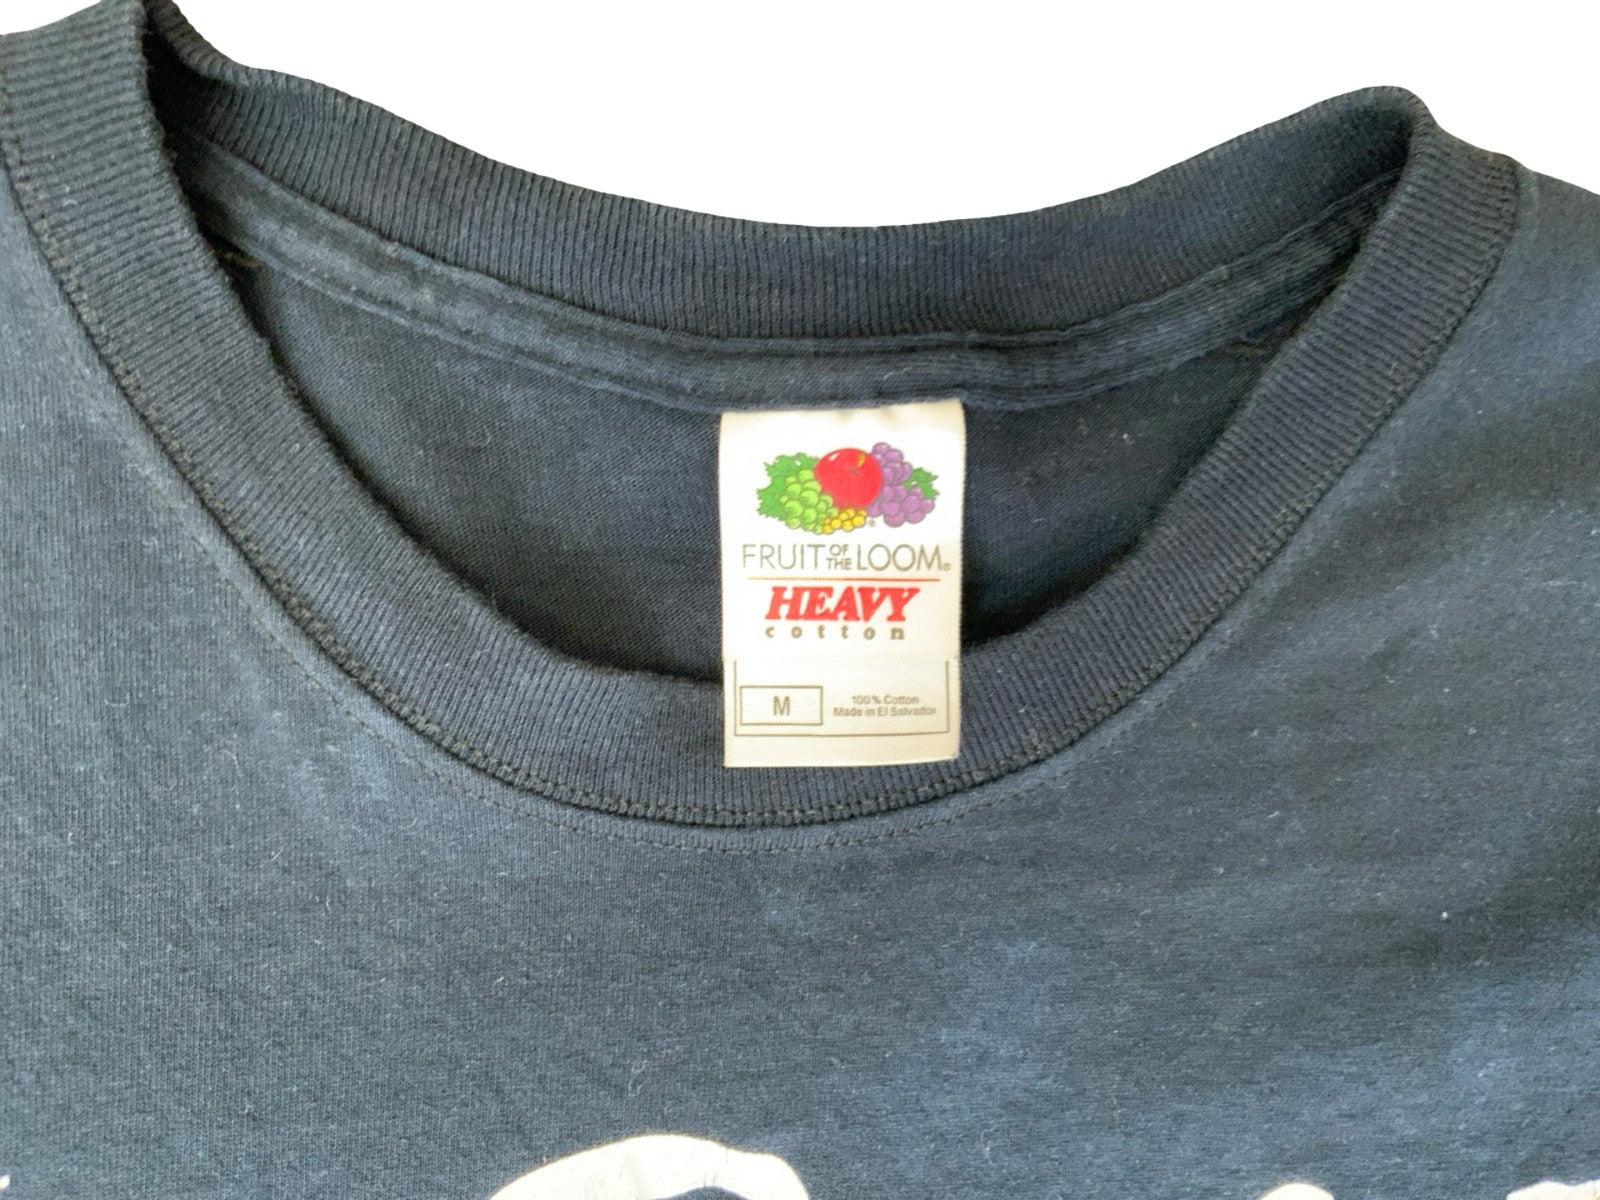 FRUIT OF THE LOOM®
HEAVY
cotton
M
100% Cotton
Made in El Salvador